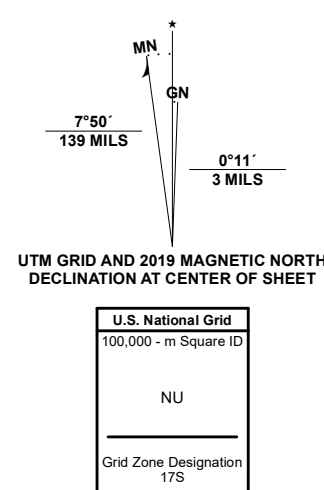 ★
MN
GN
7°50´
139 MILS
0°11´
3 MILS
UTM GRID AND 2019 MAGNETIC NORTH
DECLINATION AT CENTER OF SHEET
U.S. National Grid
100,000 - m Square ID
NU
Grid Zone Designation
17S